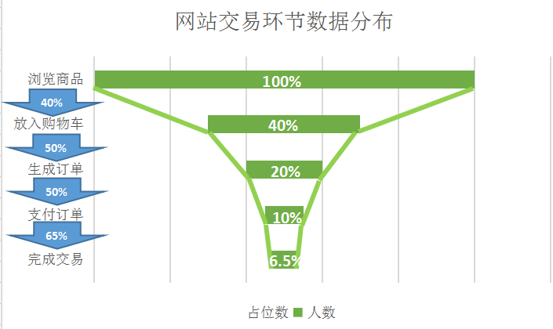 网站交易环节数据分布
浏览商品
100%
40%
放入购物车
40%
50%
生成订单
20%
50%
支付订单
10%
65%
完成交易
6.5%
占位数 人数